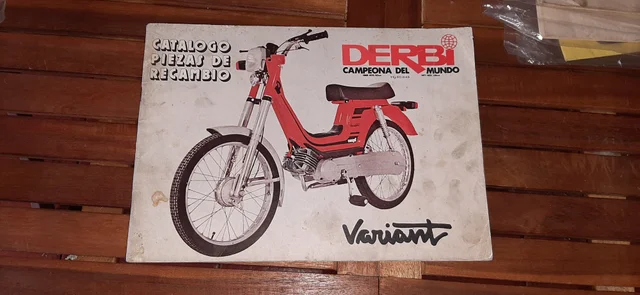 CATALOGO
PIEZAS DE
RECAMBIO
DERBi
CAMPEONA DEL MUNDO
Variant